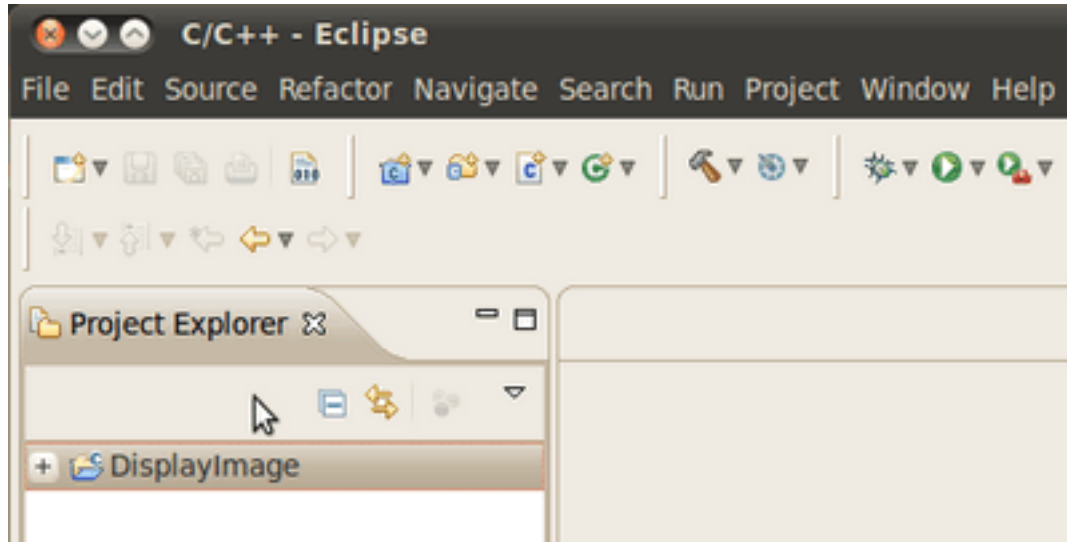 C/C++ - Eclipse
File Edit Source Refactor Navigate Search Run Project Window Help
Project Explorer
DisplayImage